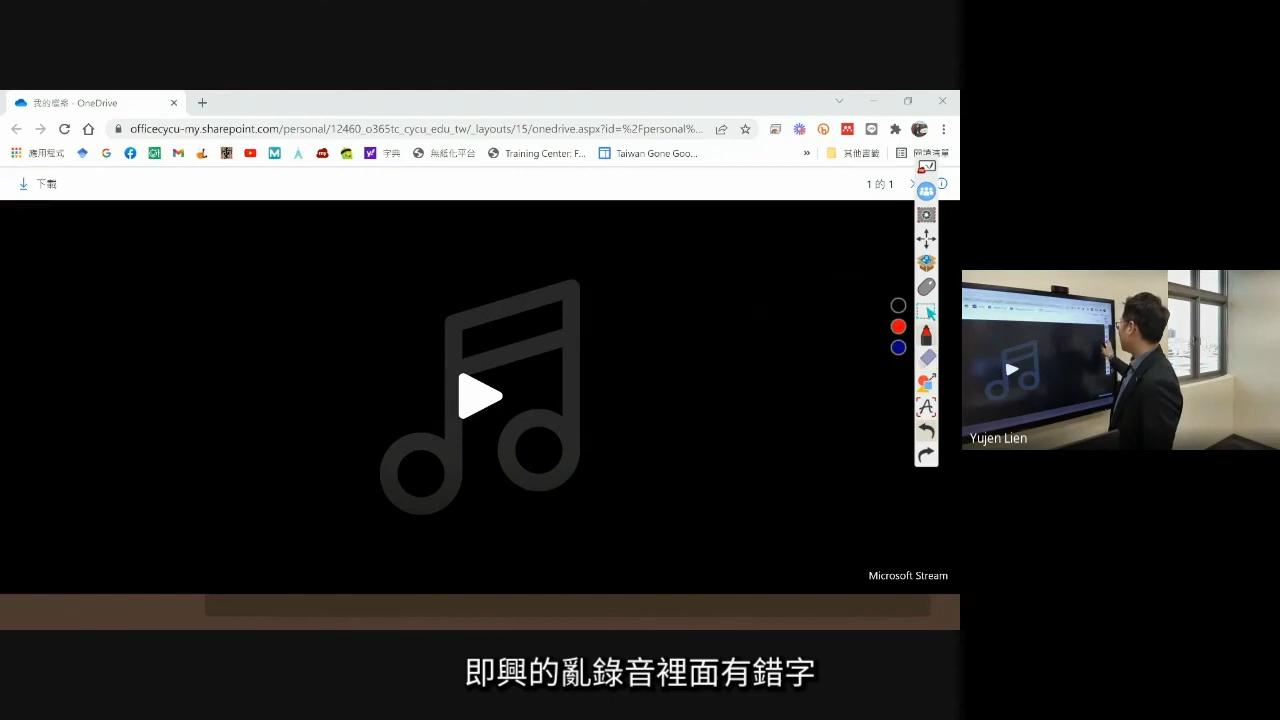 我的檔案 - OneDrive
officecycu-my.sharepoint.com/personal/12460_o365tc_cycu_edu_tw/_layouts/15/onedrive.aspx?id=%2Fpersonal%...
應用程式
字典
無紙化平台
Training Center: F...
Taiwan Gone Goo...
»
其他書籤
閱讀清單
下載
1 的 1
Yujen Lien
Microsoft Stream
即興的亂錄音裡面有錯字